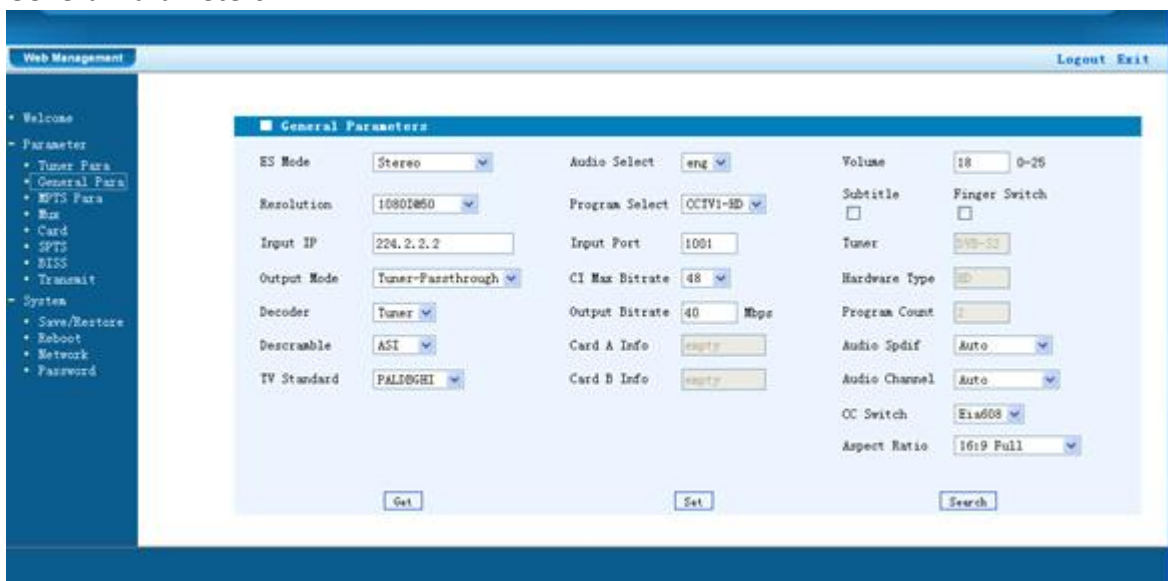 Web Management
Logout Exit
Welcome
Parameter
Tuner Para
General Para
MPTS Para
Mux
Card
SPTS
BISS
Transmit
System
Save/Restore
Reboot
Network
Password
General Parameters
ES Mode Stereo Audio Select eng Volume 18 0-25
Resolution 1080I@50 Program Select CCTV1-HD Subtitle Finger Switch
Input IP 224.2.2.2 Input Port 1001 Tuner DVB-S2
Output Mode Tuner-Passthrough CI Max Bitrate 48 Hardware Type HD
Decoder Tuner Output Bitrate 40 Mbps Program Count 2
Descramble ASI Card A Info empty Audio Spdif Auto
TV Standard PALDBGHI Card B Info empty Audio Channel Auto
CC Switch Eia608
Aspect Ratio 16:9 Full
Get Set Search